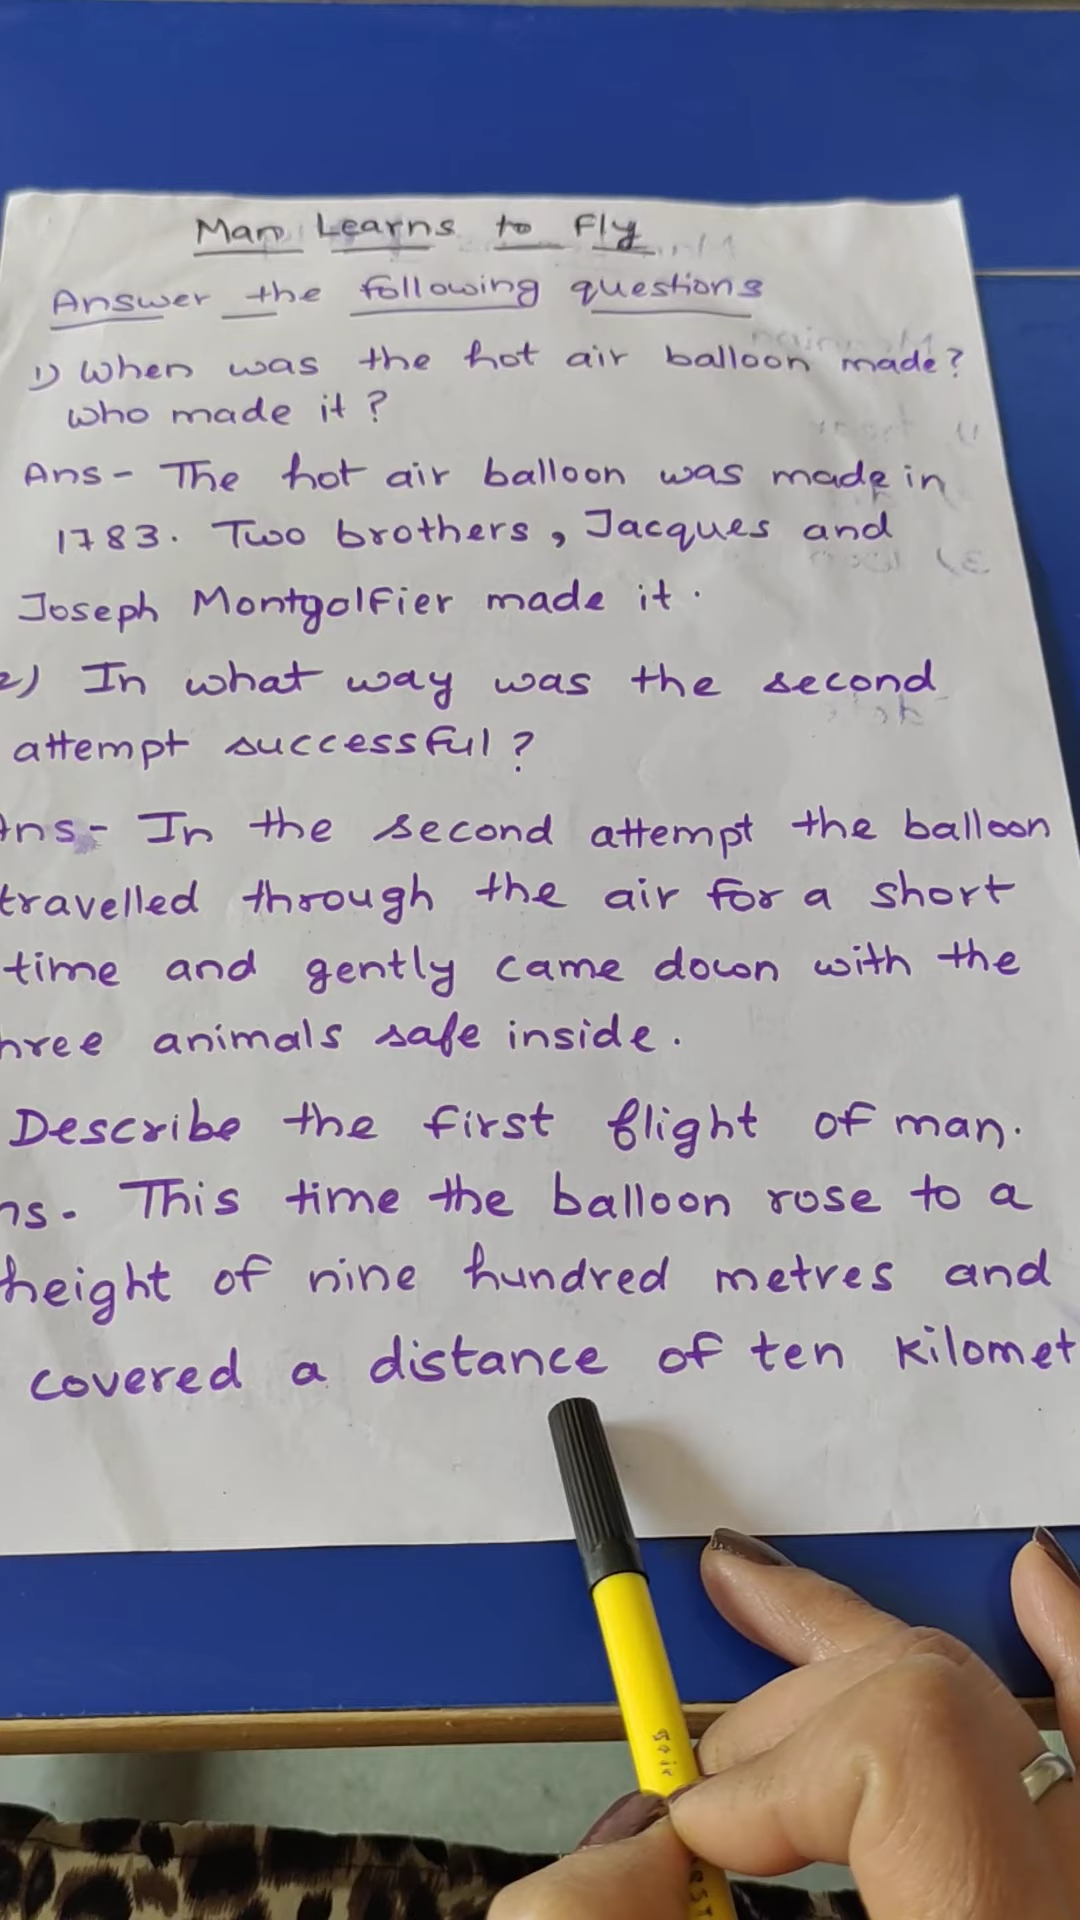 Man Learns to Fly
Answer the following questions
1) When was the hot air balloon made?
who made it?
Ans - The hot air balloon was made in
1783. Two brothers, Jacques and
Joseph Montgolfier made it.
2) In what way was the second
attempt successful?
Ans - In the second attempt the balloon
travelled through the air for a short
time and gently came down with the
hree animals safe inside.
Describe the first flight of man.
ns. This time the balloon rose to a
height of nine hundred metres and
covered a distance of ten kilomet